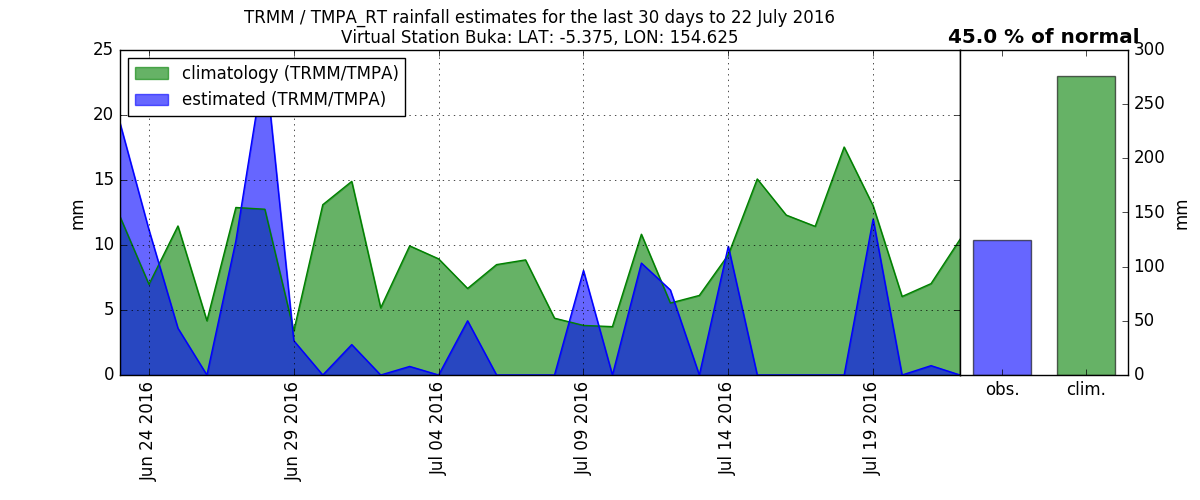 TRMM / TMPA_RT rainfall estimates for the last 30 days to 22 July 2016
Virtual Station Buka: LAT: -5.375, LON: 154.625
45.0 % of normal
climatology (TRMM/TMPA)
estimated (TRMM/TMPA)
mm
25
20
15
10
5
0
Jun 24 2016
Jun 29 2016
Jul 04 2016
Jul 09 2016
Jul 14 2016
Jul 19 2016
300
250
200
150
100
50
0
mm
obs.
clim.